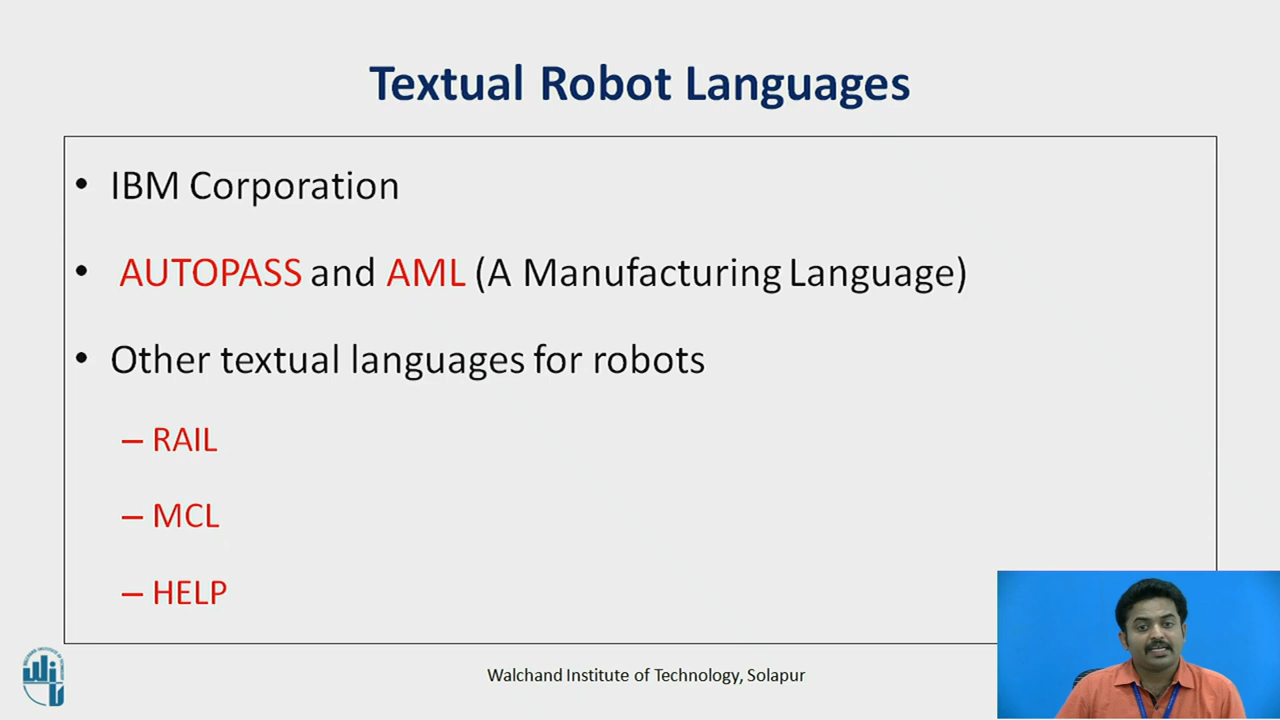 Textual Robot Languages
• IBM Corporation
• AUTOPASS and AML (A Manufacturing Language)
• Other textual languages for robots
– RAIL
– MCL
– HELP
Walchand Institute of Technology, Solapur